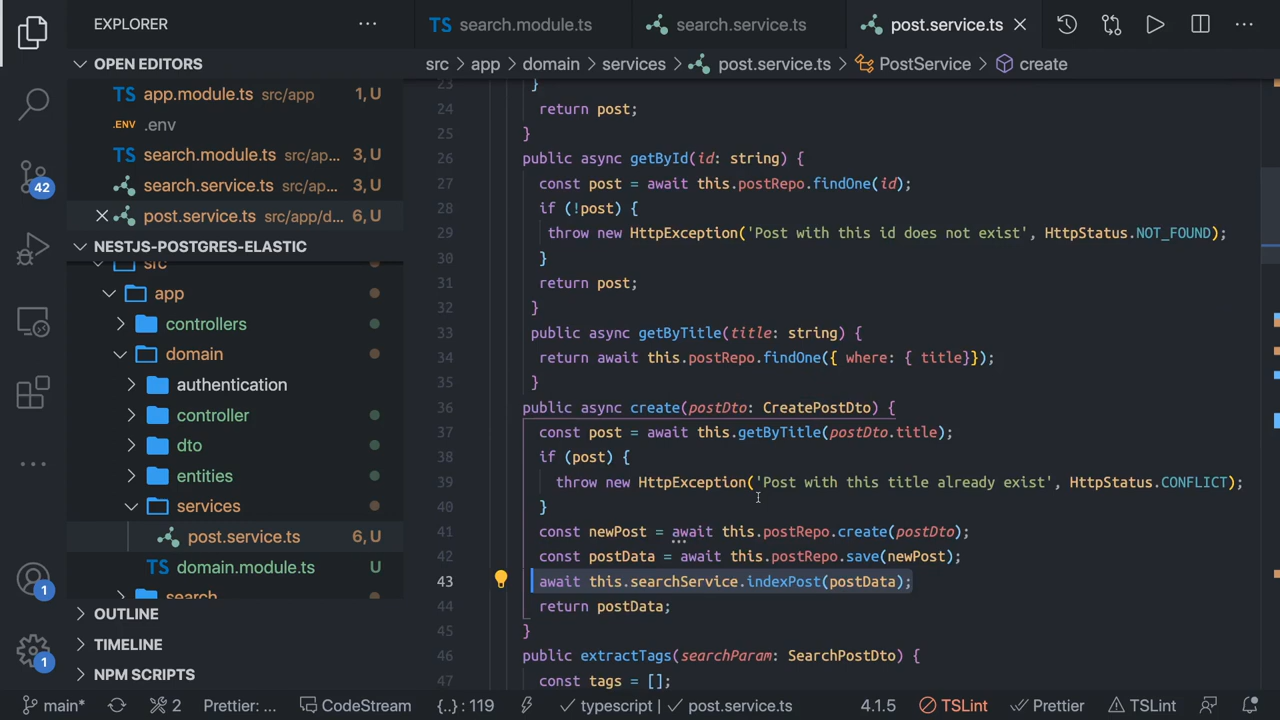 EXPLORER
TS search.module.ts
search.service.ts
post.service.ts
OPEN EDITORS
TS app.module.ts src/app 1, U
.ENV .env
TS search.module.ts src/ap... 3, U
search.service.ts src/ap... 3, U
post.service.ts src/app/d... 6, U
NESTJS-POSTGRES-ELASTIC
src
app
controllers
domain
authentication
controller
dto
entities
services
post.service.ts 6, U
TS domain.module.ts U
search
OUTLINE
TIMELINE
NPM SCRIPTS
42
1
1
src > app > domain > services > post.service.ts > PostService > create
23 }
24 return post;
25 }
26 public async getById(id: string) {
27 const post = await this.postRepo.findOne(id);
28 if (!post) {
29 throw new HttpException('Post with this id does not exist', HttpStatus.NOT_FOUND);
30 }
31 return post;
32 }
33 public async getByTitle(title: string) {
34 return await this.postRepo.findOne({ where: { title}});
35 }
36 public async create(postDto: CreatePostDto) {
37 const post = await this.getByTitle(postDto.title);
38 if (post) {
39 throw new HttpException('Post with this title already exist', HttpStatus.CONFLICT);
40 }
41 const newPost = await this.postRepo.create(postDto);
42 const postData = await this.postRepo.save(newPost);
43 await this.searchService.indexPost(postData);
44 return postData;
45 }
46 public extractTags(searchParam: SearchPostDto) {
47 const tags = [];
main* 2 Prettier: ... CodeStream {..} : 119 typescript | post.service.ts 4.1.5 TSLint Prettier TSLint